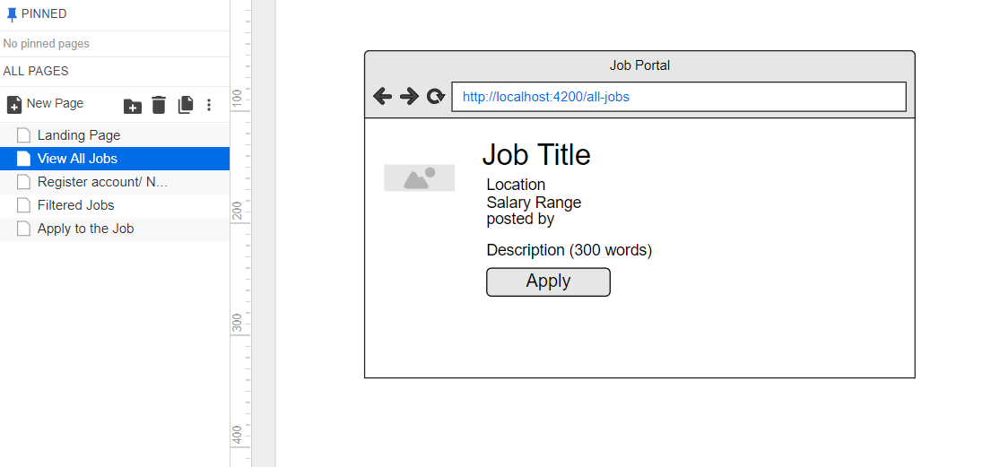 PINNED
No pinned pages
ALL PAGES
New Page
Landing Page
View All Jobs
Register account/ N...
Filtered Jobs
Apply to the Job
100
200
300
400
Job Portal
http://localhost:4200/all-jobs
Job Title
Location
Salary Range
posted by
Description (300 words)
Apply